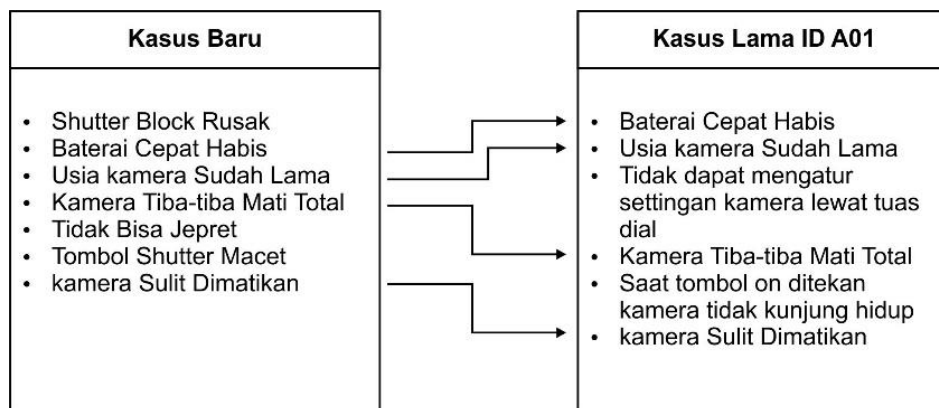 Kasus Baru
• Shutter Block Rusak
• Baterai Cepat Habis
• Usia kamera Sudah Lama
• Kamera Tiba-tiba Mati Total
• Tidak Bisa Jepret
• Tombol Shutter Macet
• kamera Sulit Dimatikan
Kasus Lama ID A01
• Baterai Cepat Habis
• Usia kamera Sudah Lama
• Tidak dapat mengatur
settingan kamera lewat tuas
dial
• Kamera Tiba-tiba Mati Total
• Saat tombol on ditekan
kamera tidak kunjung hidup
• kamera Sulit Dimatikan